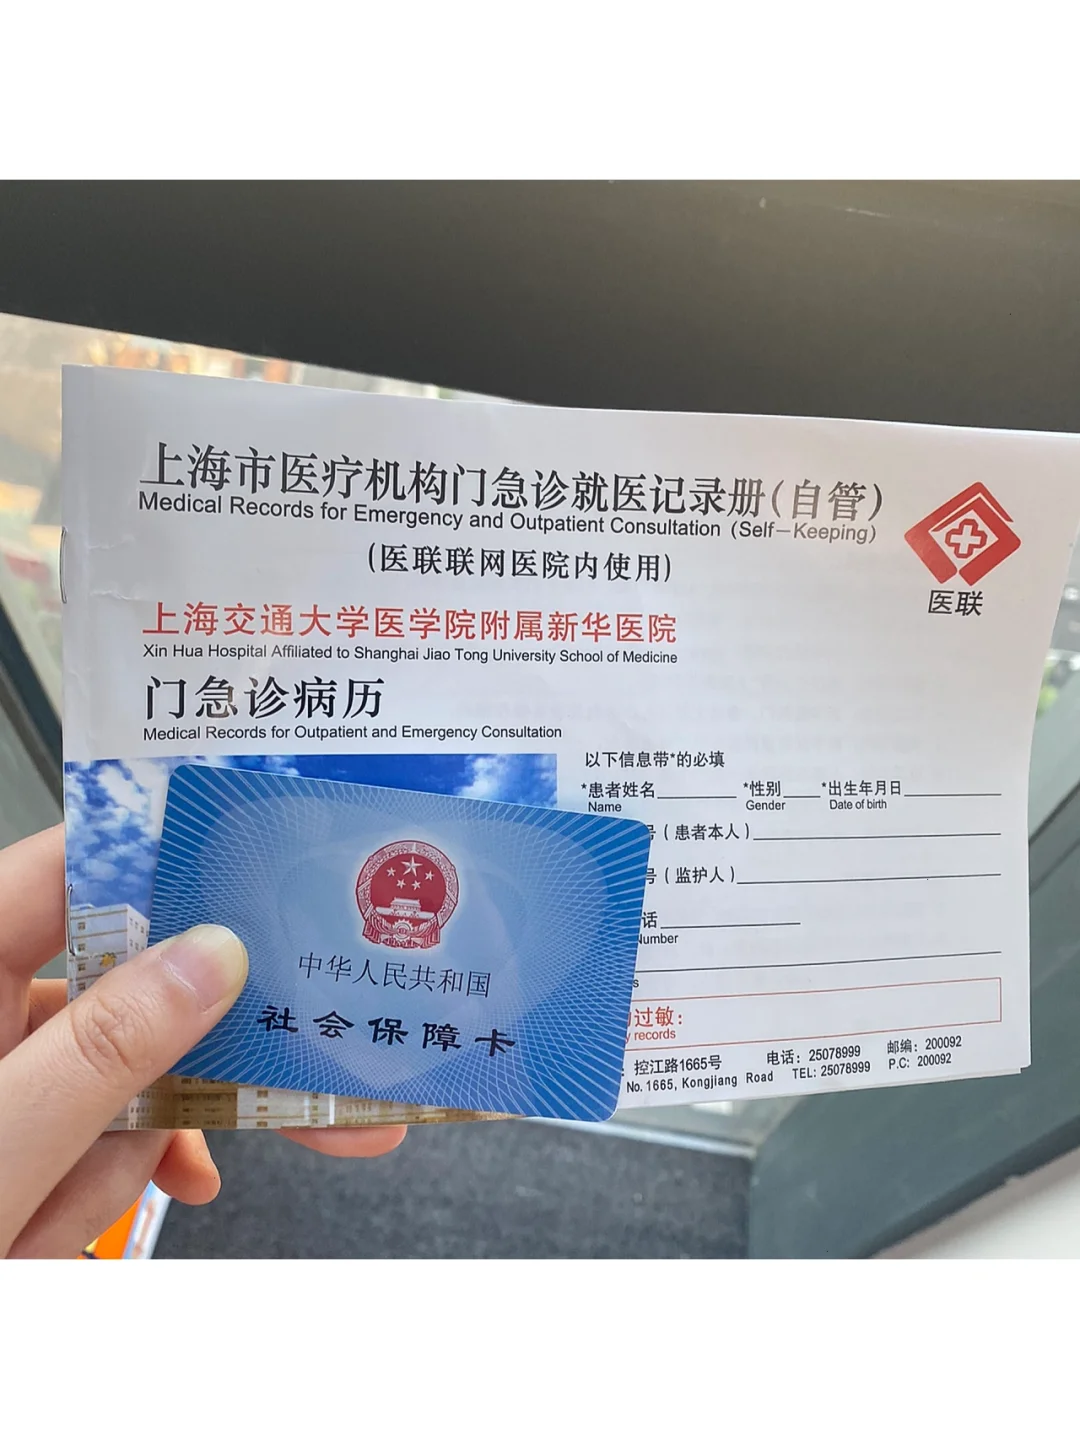 上海市医疗机构门急诊就医记录册(自管)
Medical Records for Emergency and Outpatient Consultation (Self-Keeping)
(医联联网医院内使用)
医联
上海交通大学医学院附属新华医院
Xin Hua Hospital Affiliated to Shanghai Jiao Tong University School of Medicine
门急诊病历
Medical Records for Outpatient and Emergency Consultation
以下信息带*的必填
*患者姓名 *性别 *出生年月日
Name Gender Date of birth
号(患者本人)
号(监护人)
话
Number
过敏:
records
控江路1665号 电话: 25078999 邮编: 200092
No.1665, Kongjiang Road TEL: 25078999 P.C: 200092
中华人民共和国
社会保障卡